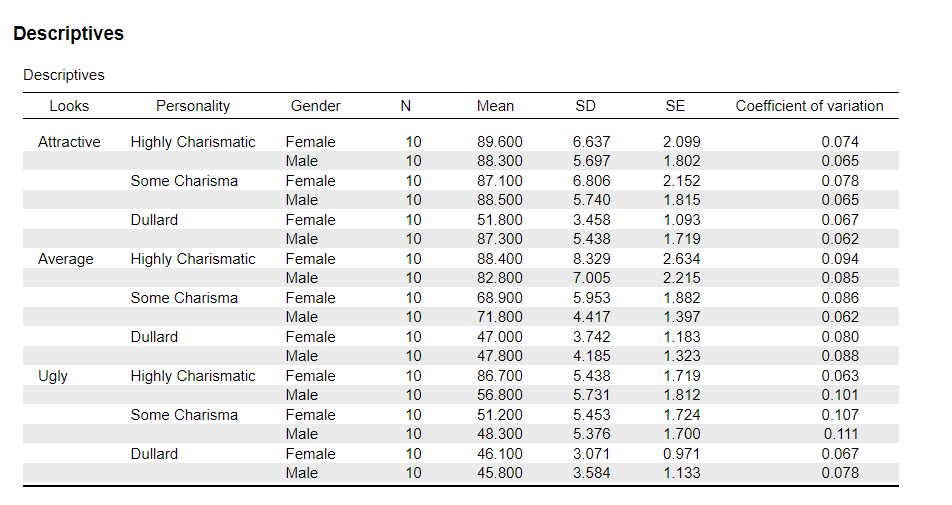 Descriptives
Descriptives
Looks Personality Gender N Mean SD SE Coefficient of variation
Attractive Highly Charismatic Female 10 89.600 6.637 2.099 0.074
Male 10 88.300 5.697 1.802 0.065
Some Charisma Female 10 87.100 6.806 2.152 0.078
Male 10 88.500 5.740 1.815 0.065
Dullard Female 10 51.800 3.458 1.093 0.067
Male 10 87.300 5.438 1.719 0.062
Average Highly Charismatic Female 10 88.400 8.329 2.634 0.094
Male 10 82.800 7.005 2.215 0.085
Some Charisma Female 10 68.900 5.953 1.882 0.086
Male 10 71.800 4.417 1.397 0.062
Dullard Female 10 47.000 3.742 1.183 0.080
Male 10 47.800 4.185 1.323 0.088
Ugly Highly Charismatic Female 10 86.700 5.438 1.719 0.063
Male 10 56.800 5.731 1.812 0.101
Some Charisma Female 10 51.200 5.453 1.724 0.107
Male 10 48.300 5.376 1.700 0.111
Dullard Female 10 46.100 3.071 0.971 0.067
Male 10 45.800 3.584 1.133 0.078